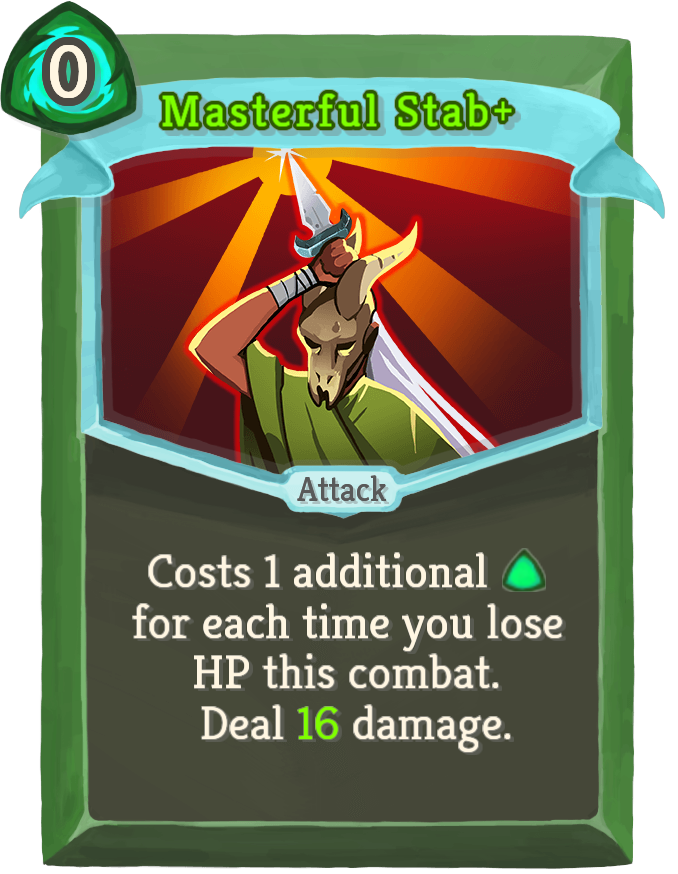 0
Masterful Stab+
Attack
Costs 1 additional
for each time you lose
HP this combat.
Deal 16 damage.